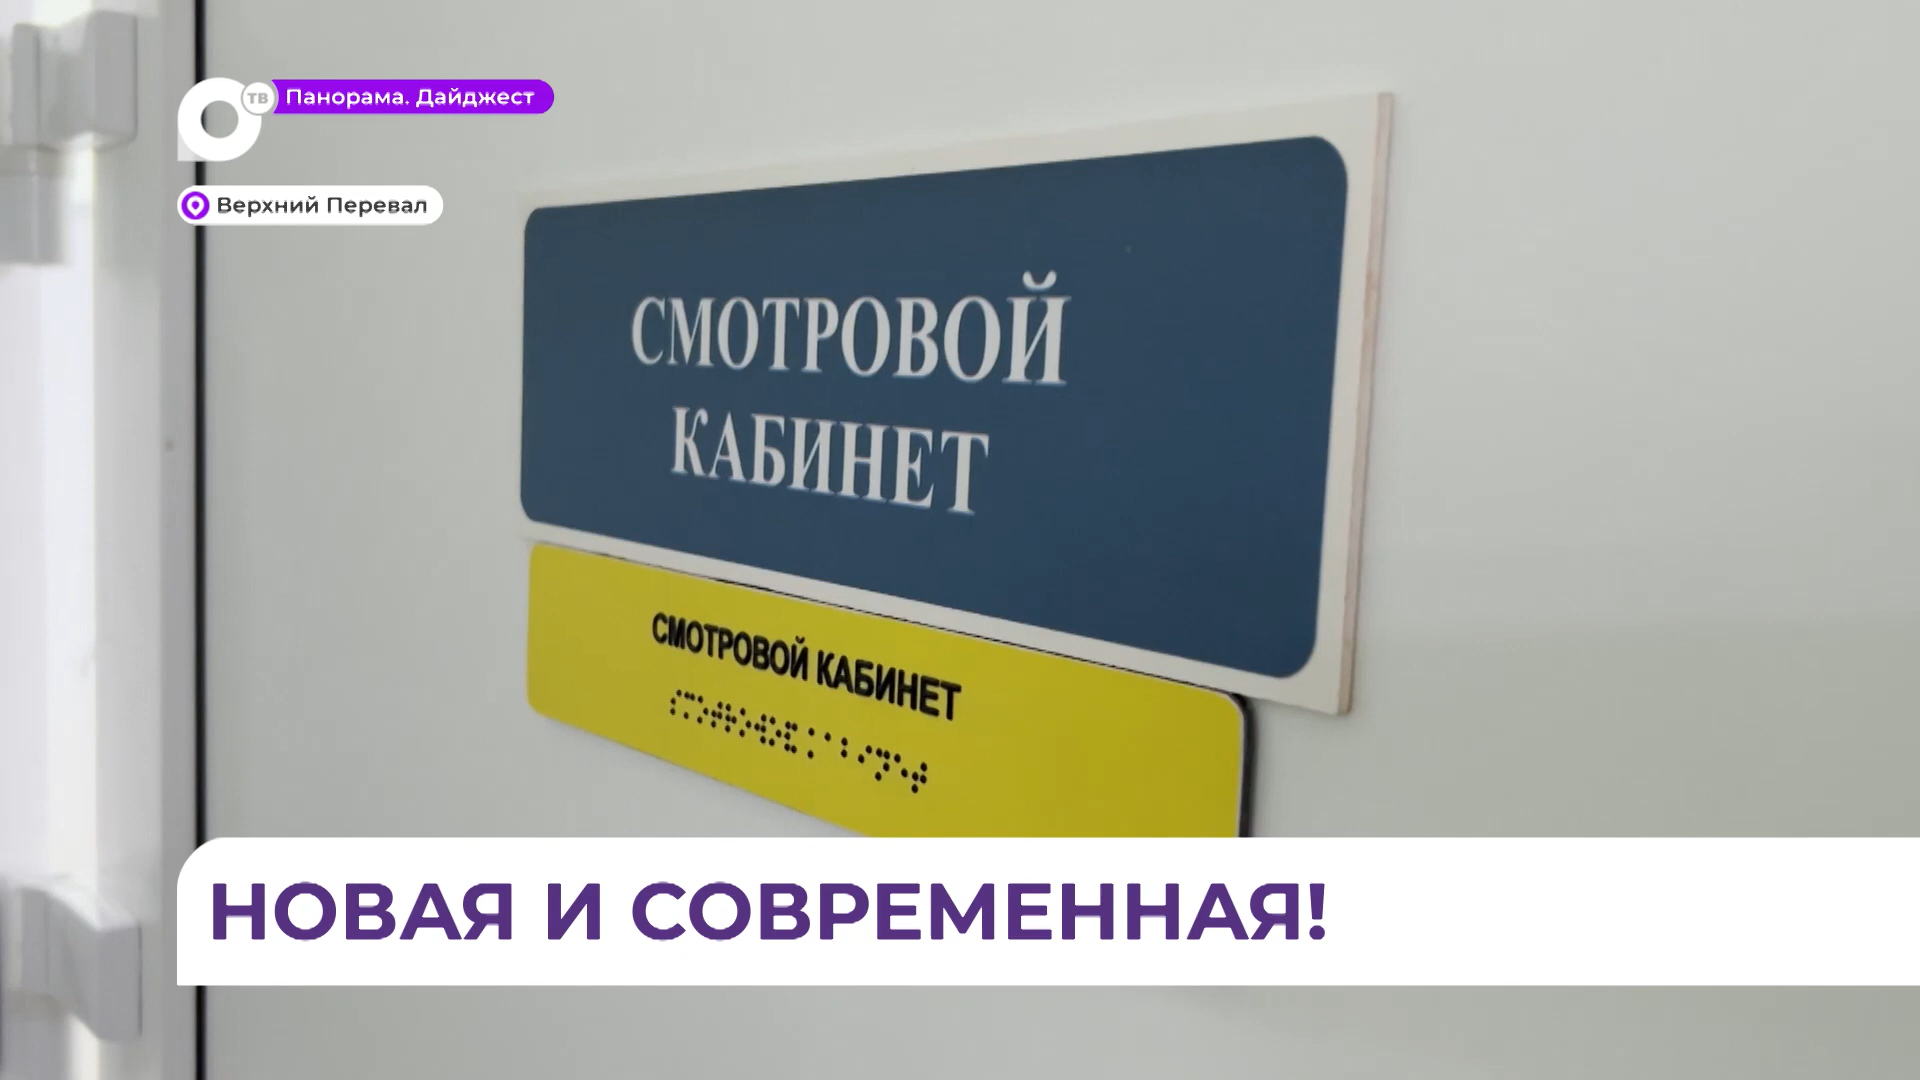 ТВ
Панорама. Дайджест
Верхний Перевал
СМОТРОВОЙ
КАБИНЕТ
СМОТРОВОЙ КАБИНЕТ
НОВАЯ И СОВРЕМЕННАЯ!